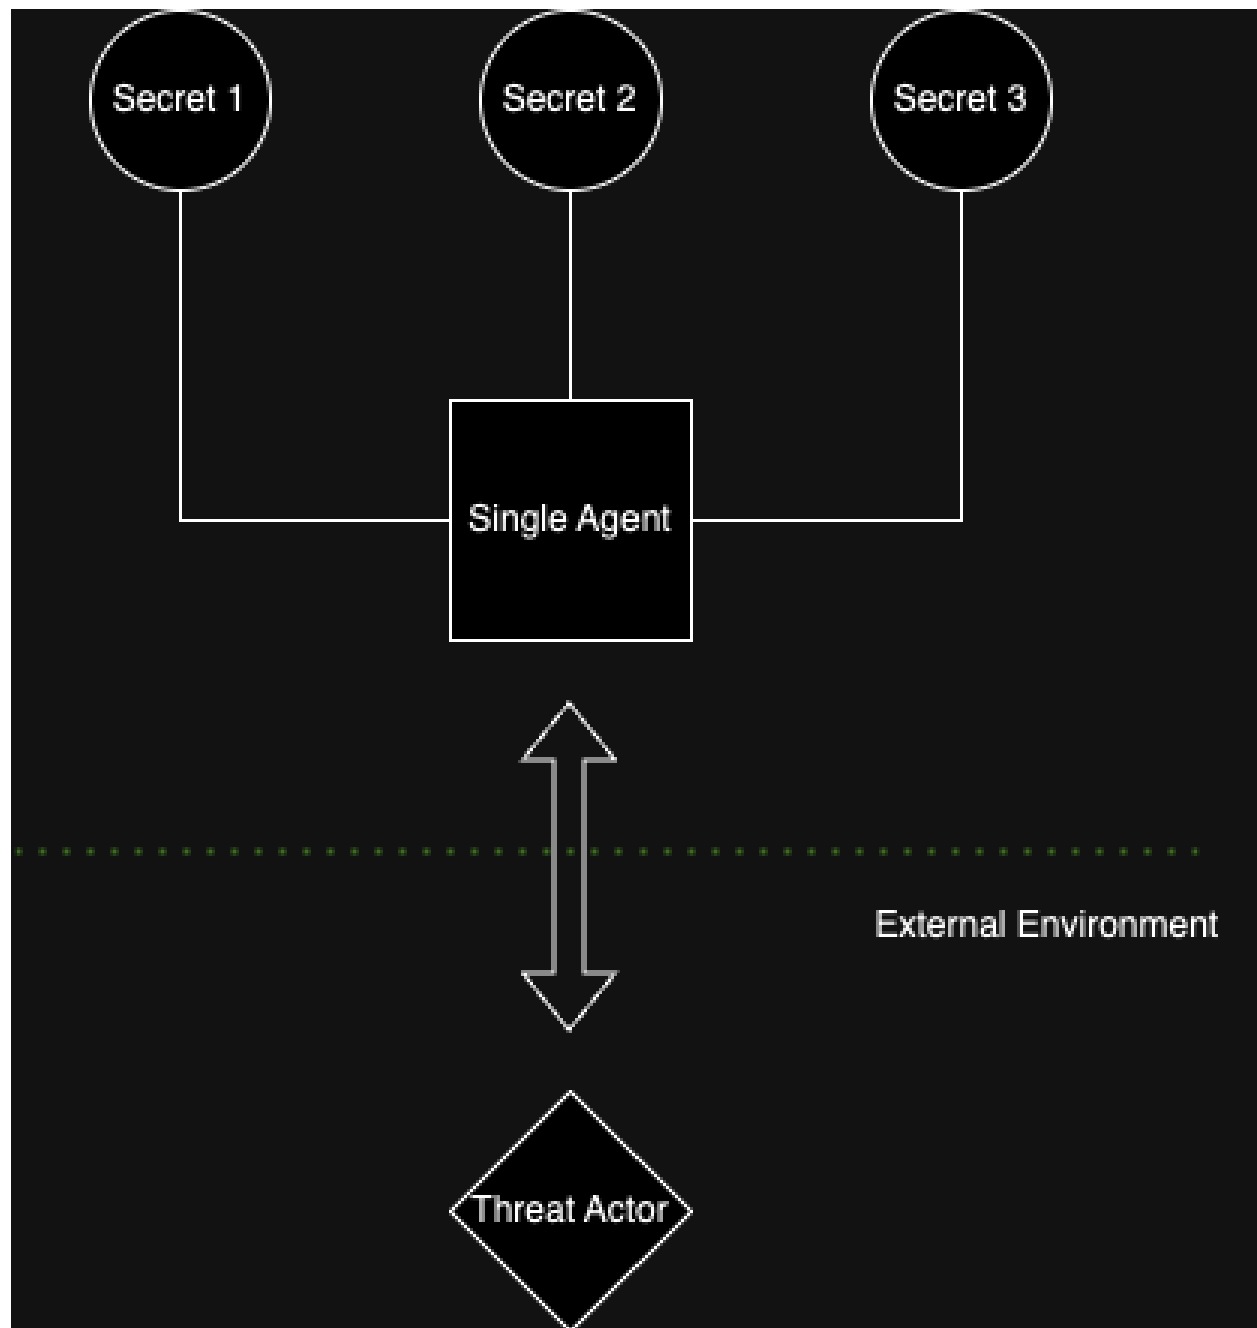 Secret 1
Secret 2
Secret 3
Single Agent
External Environment
Threat Actor